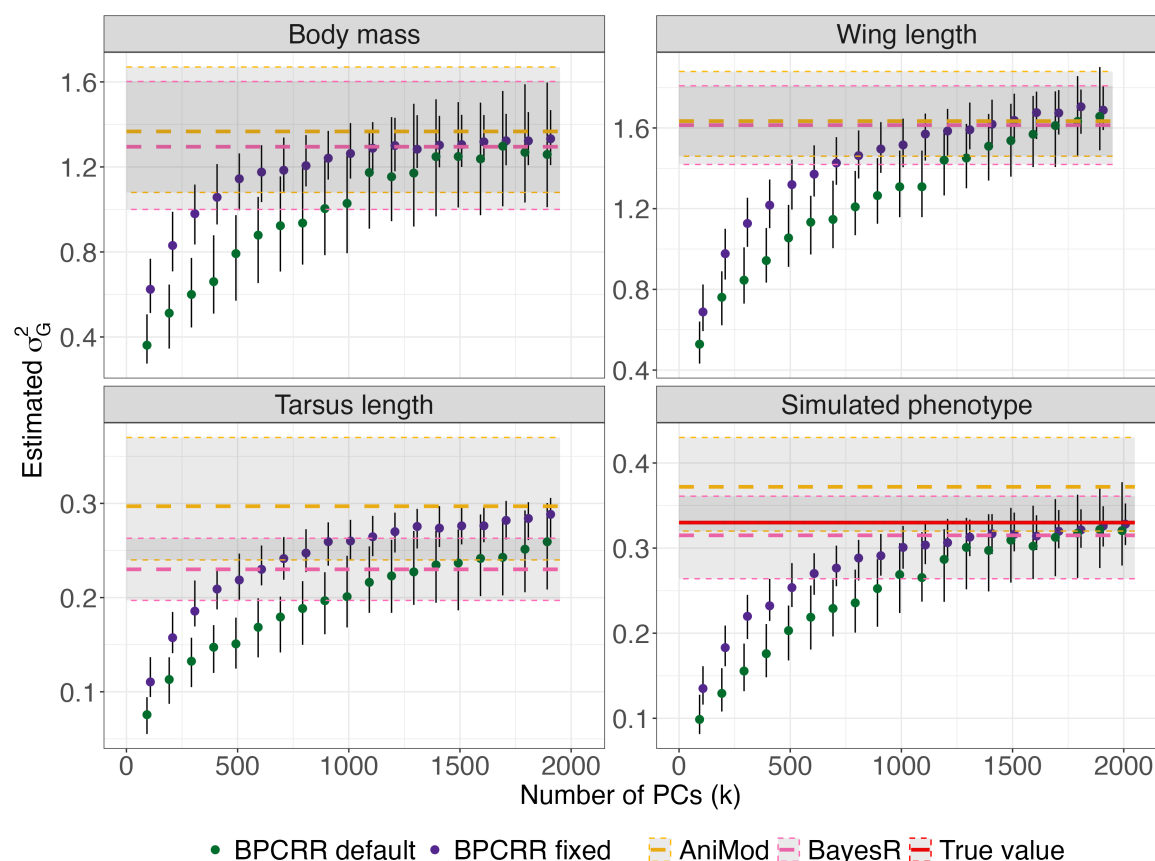 Body mass
Wing length
1.6
1.2
0.8
0.4
1.6
1.2
0.8
0.4
Estimated σ²G
Tarsus length
Simulated phenotype
0.3
0.2
0.1
0.4
0.3
0.2
0.1
0 500 1000 1500 2000
0 500 1000 1500 2000
Number of PCs (k)
BPCRR default BPCRR fixed AniMod BayesR True value